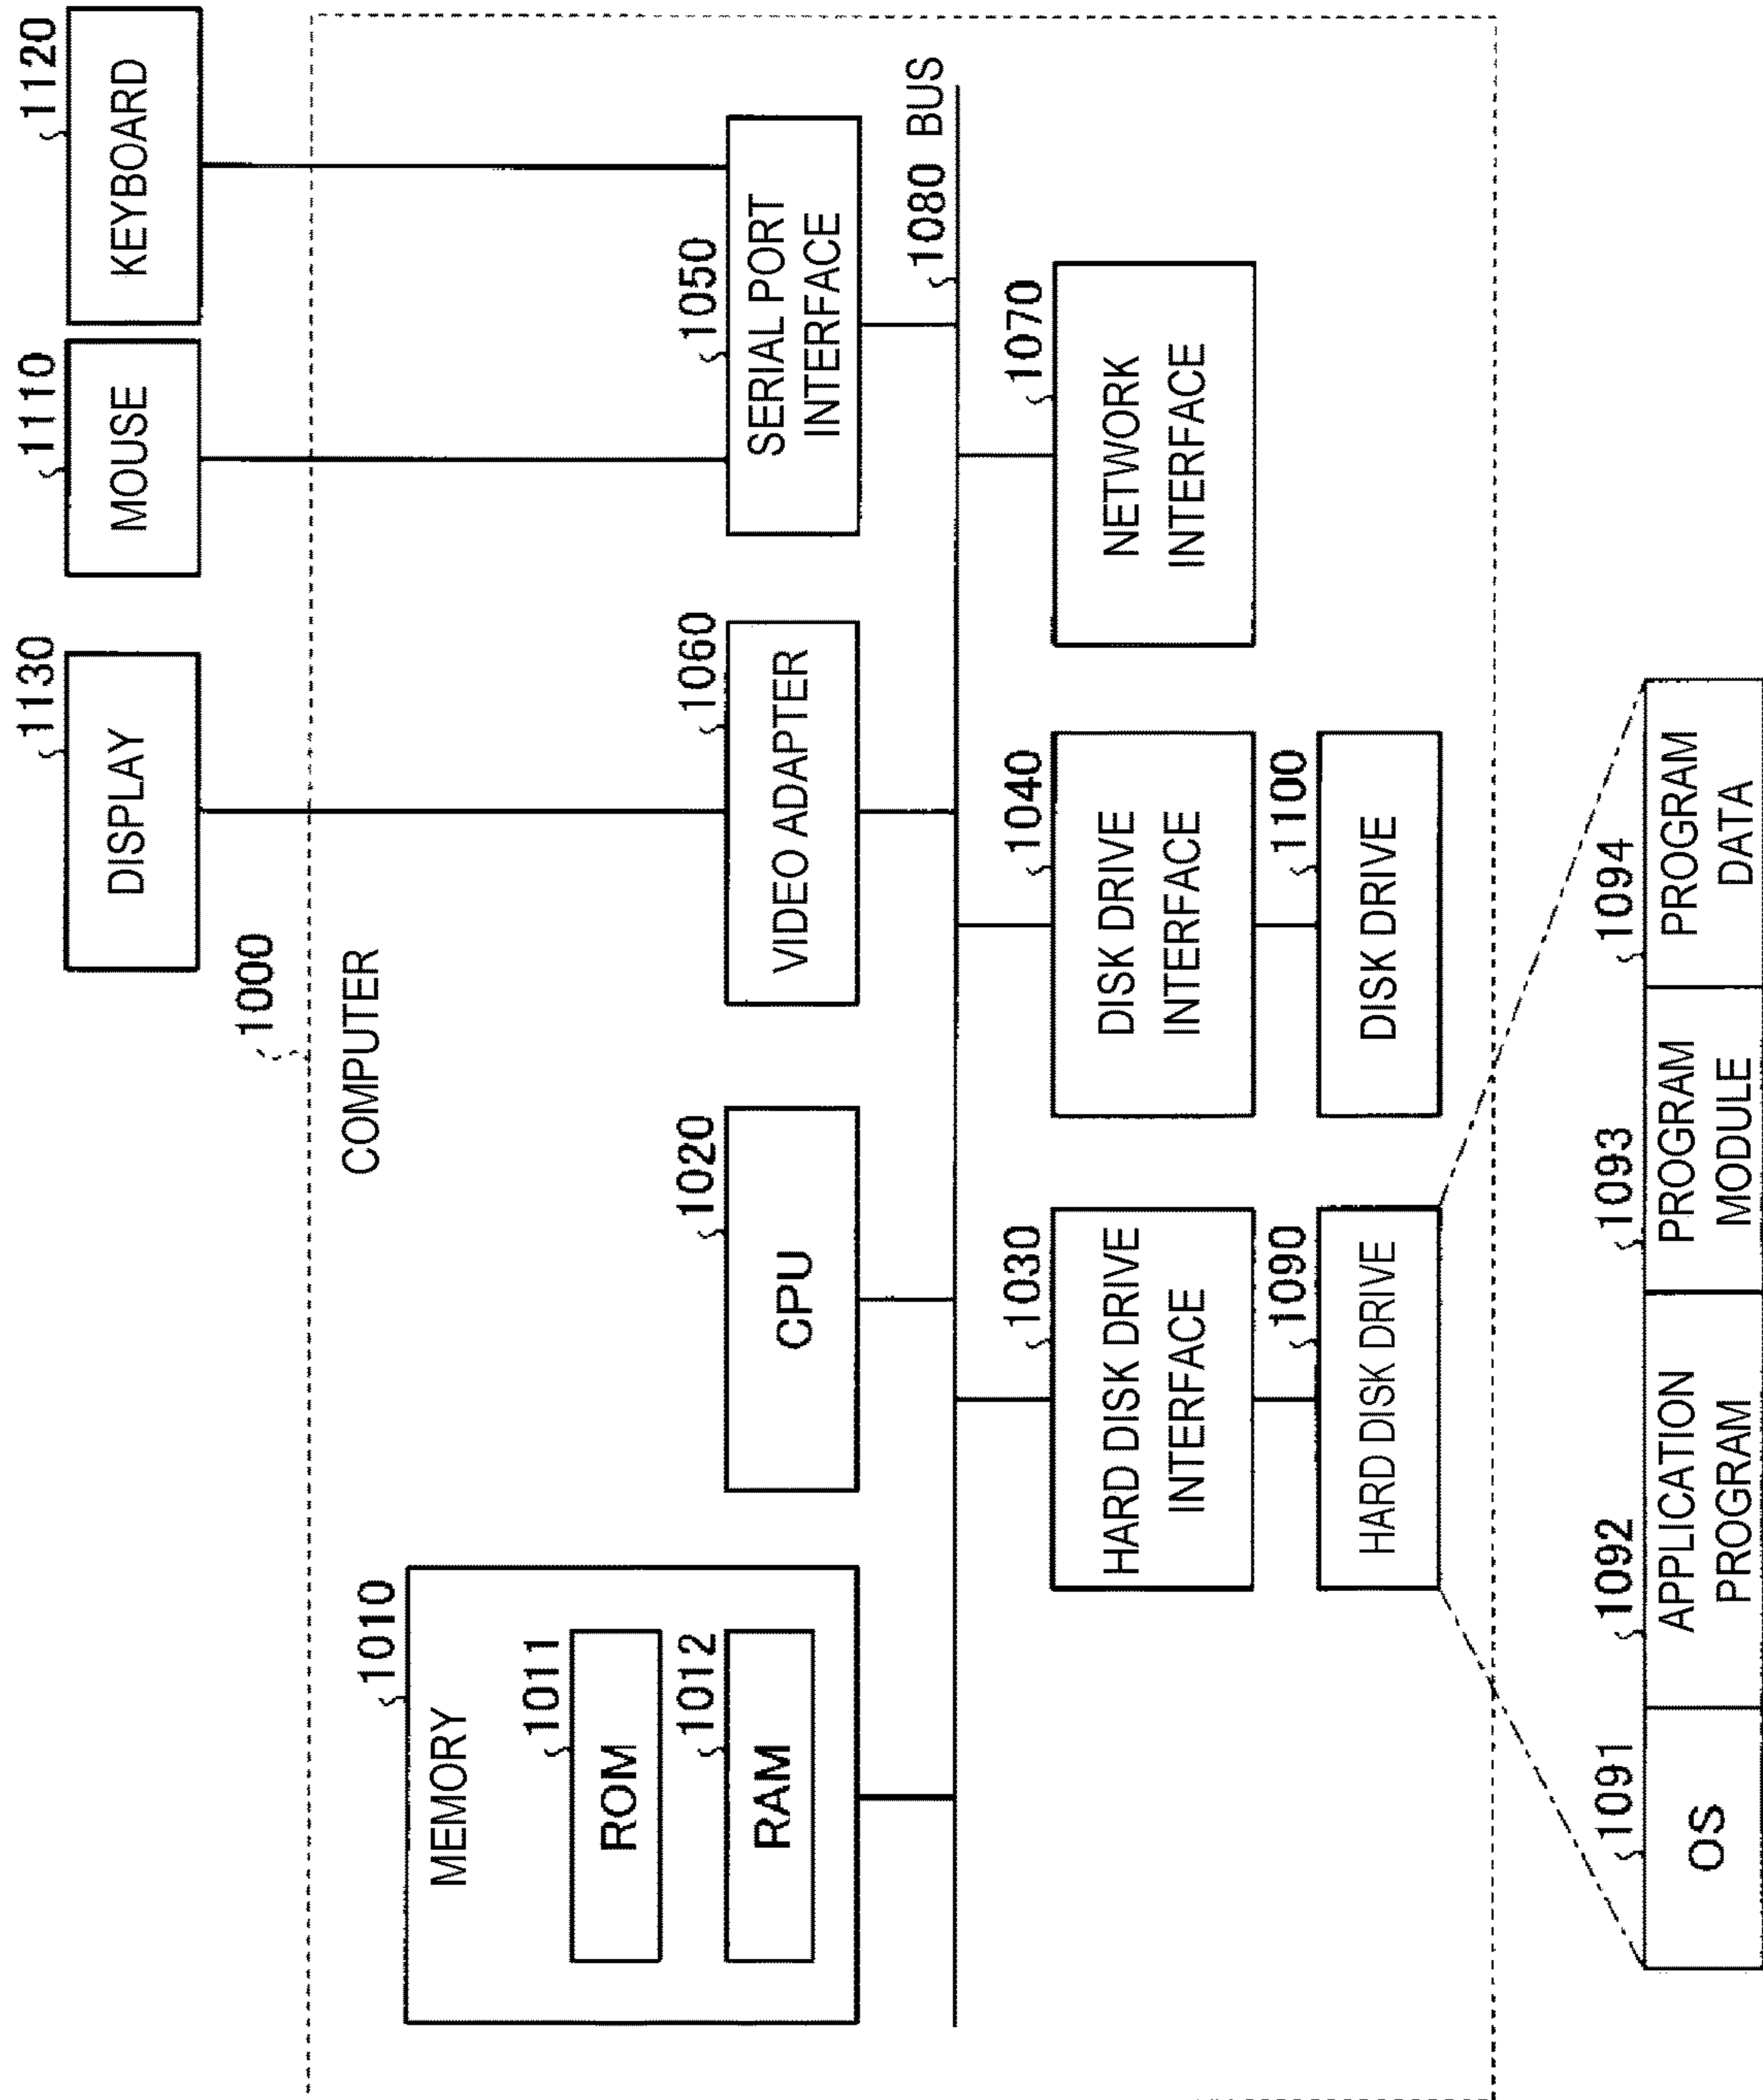 1000
COMPUTER
1130
DISPLAY
1110
MOUSE
1120
KEYBOARD
1010
MEMORY
1011
ROM
1012
RAM
1020
CPU
1060
VIDEO ADAPTER
1050
SERIAL PORT
INTERFACE
1080 BUS
1030
HARD DISK DRIVE
INTERFACE
1040
DISK DRIVE
INTERFACE
1070
NETWORK
INTERFACE
1090
HARD DISK DRIVE
1100
DISK DRIVE
1091
OS
1092
APPLICATION
PROGRAM
1093
PROGRAM
MODULE
1094
PROGRAM
DATA